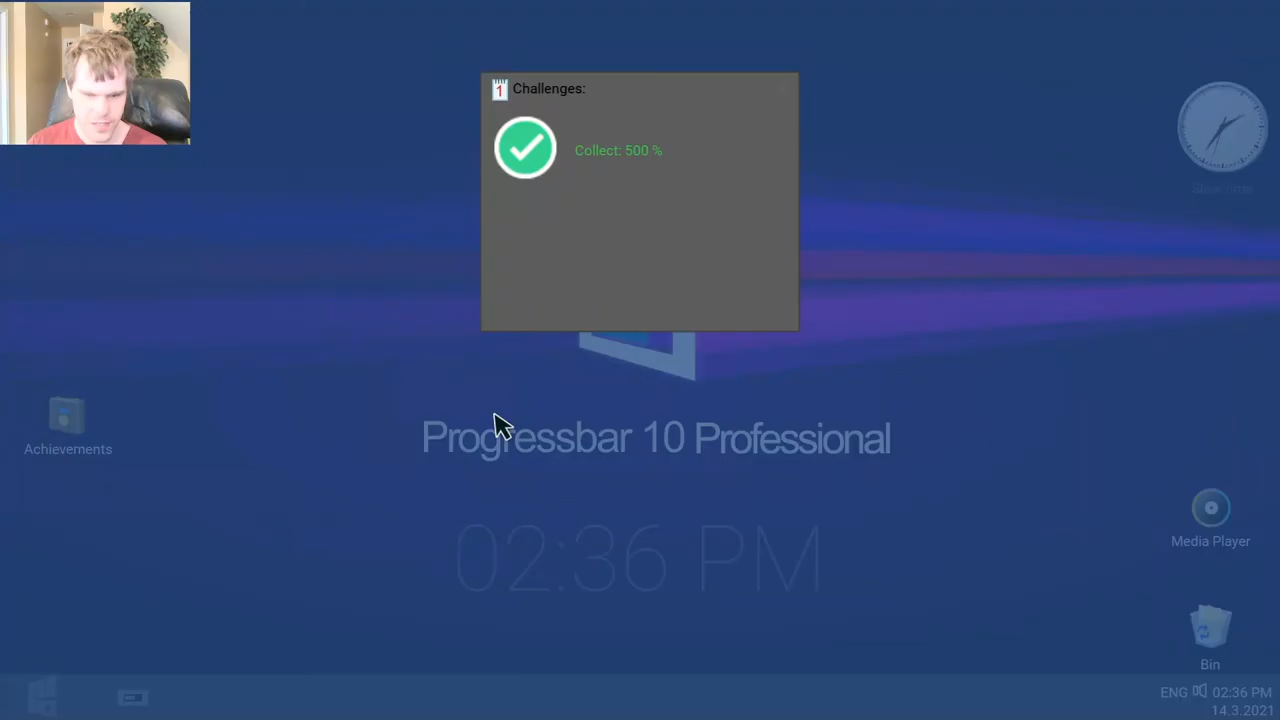 1 Challenges:
Collect: 500 %
Achievements
Progressbar 10 Professional
02:36 PM
Media Player
Bin
ENG 02:36 PM
14.3.2021